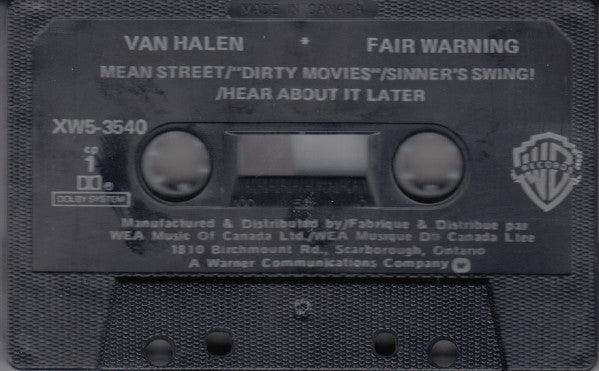 MADE IN CANADA
VAN HALEN * FAIR WARNING
MEAN STREET/"DIRTY MOVIES"/SINNER'S SWING!
/HEAR ABOUT IT LATER
XW5-3540
1
DOLBY SYSTEM
WB RECORDS
Manufactured & Distributed by/Fabrique & Distribue par
WEA Music Of Canada Ltd./WEA Musique De Canada Ltee
1810 Birchmount Rd., Scarborough, Ontario
A Warner Communications Company